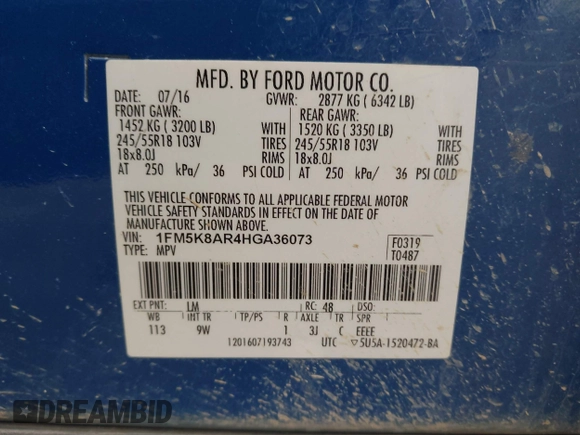 MFD. BY FORD MOTOR CO.
DATE: 07/16 GVWR: 2877 KG ( 6342 LB)
FRONT GAWR: REAR GAWR:
1452 KG ( 3200 LB) WITH 1520 KG ( 3350 LB) WITH
245/55R18 103V TIRES 245/55R18 103V TIRES
18x8.0J RIMS 18x8.0J RIMS
AT 250 kPa/ 36 PSI COLD AT 250 kPa/ 36 PSI COLD
THIS VEHICLE CONFORMS TO ALL APPLICABLE FEDERAL MOTOR
VEHICLE SAFETY STANDARDS IN EFFECT ON THE DATE OF
MANUFACTURE SHOWN ABOVE.
VIN: 1FM5K8AR4HGA36073 F0319
TYPE: MPV T0487
EXT PNT: LM RC: 48 DSO:
WB INT TR TP/PS R AXLE TR SPR
113 9W 1 3J C EEEE
1201607193743 UTC ▽5U5A-1520472-BA
DREAMBID